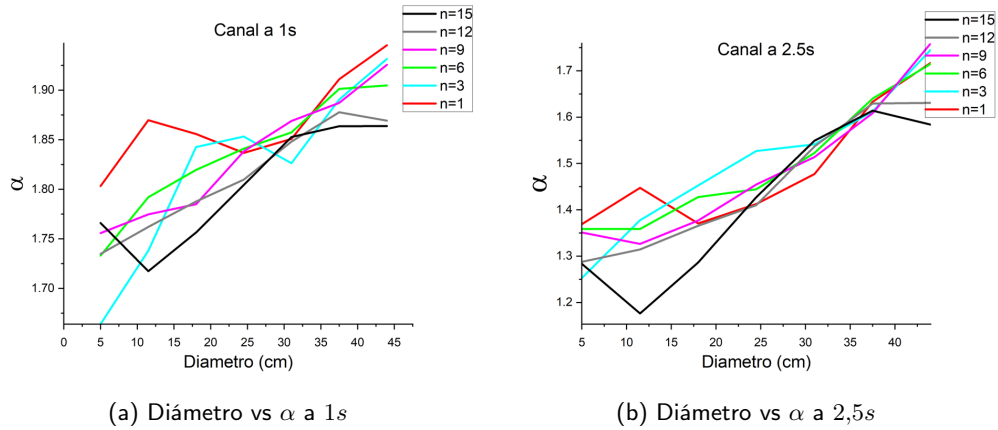 Canal a 1s
n=15
n=12
n=9
n=6
n=3
n=1
1.90
1.85
1.80
1.75
1.70
α
0 5 10 15 20 25 30 35 40 45
Diametro (cm)
(a) Diámetro vs α a 1s
Canal a 2.5s
n=15
n=12
n=9
n=6
n=3
n=1
1.7
1.6
1.5
1.4
1.3
1.2
α
5 10 15 20 25 30 35 40
Diametro (cm)
(b) Diámetro vs α a 2,5s